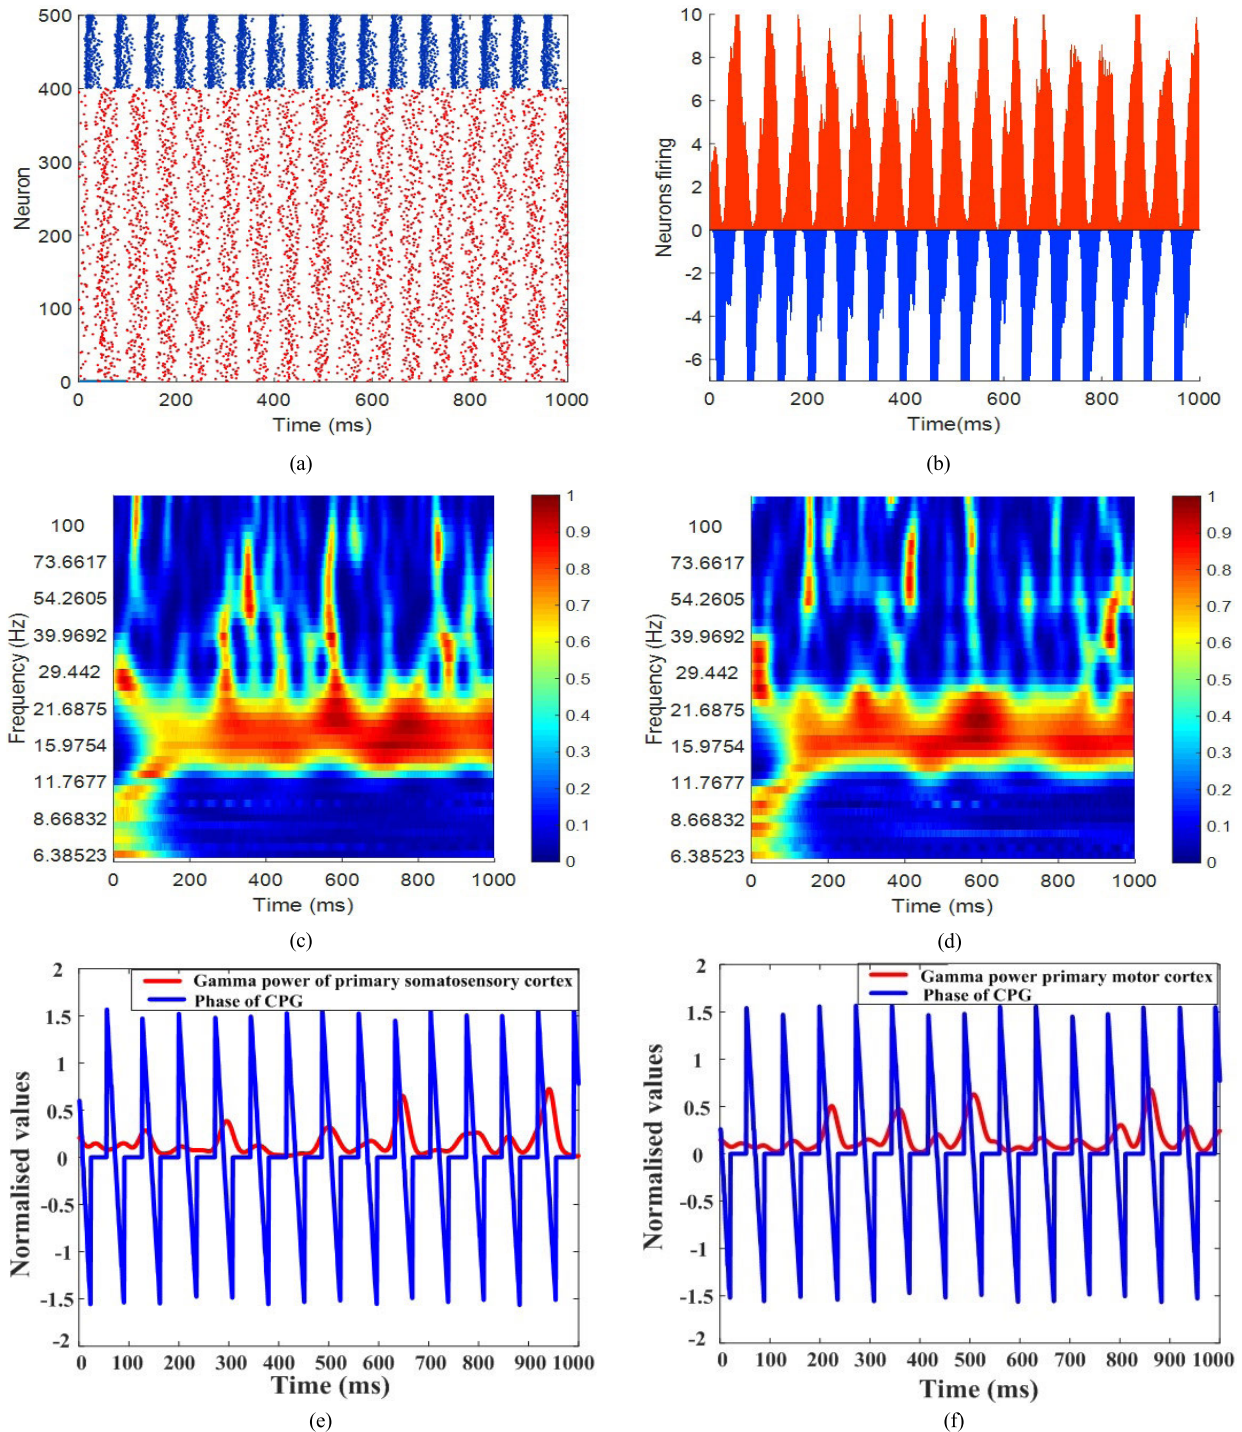 500
400
300
200
100
0
Neuron
0 200 400 600 800 1000
Time (ms)
(a)
10
8
6
4
2
0
-2
-4
-6
Neurons firing
0 200 400 600 800 1000
Time(ms)
(b)
100
73.6617
54.2605
39.9692
29.442
21.6875
15.9754
11.7677
8.66832
6.38523
Frequency (Hz)
0 200 400 600 800 1000
Time (ms)
1
0.9
0.8
0.7
0.6
0.5
0.4
0.3
0.2
0.1
0
(c)
100
73.6617
54.2605
39.9692
29.442
21.6875
15.9754
11.7677
8.66832
6.38523
Frequency (Hz)
0 200 400 600 800 1000
Time (ms)
1
0.9
0.8
0.7
0.6
0.5
0.4
0.3
0.2
0.1
0
(d)
Gamma power of primary somatosensory cortex
Phase of CPG
2
1.5
1
0.5
0
-0.5
-1
-1.5
-2
Normalised values
0 100 200 300 400 500 600 700 800 900 1000
Time (ms)
(e)
Gamma power primary motor cortex
Phase of CPG
2
1.5
1
0.5
0
-0.5
-1
-1.5
-2
Normalised values
0 100 200 300 400 500 600 700 800 900 1000
Time (ms)
(f)